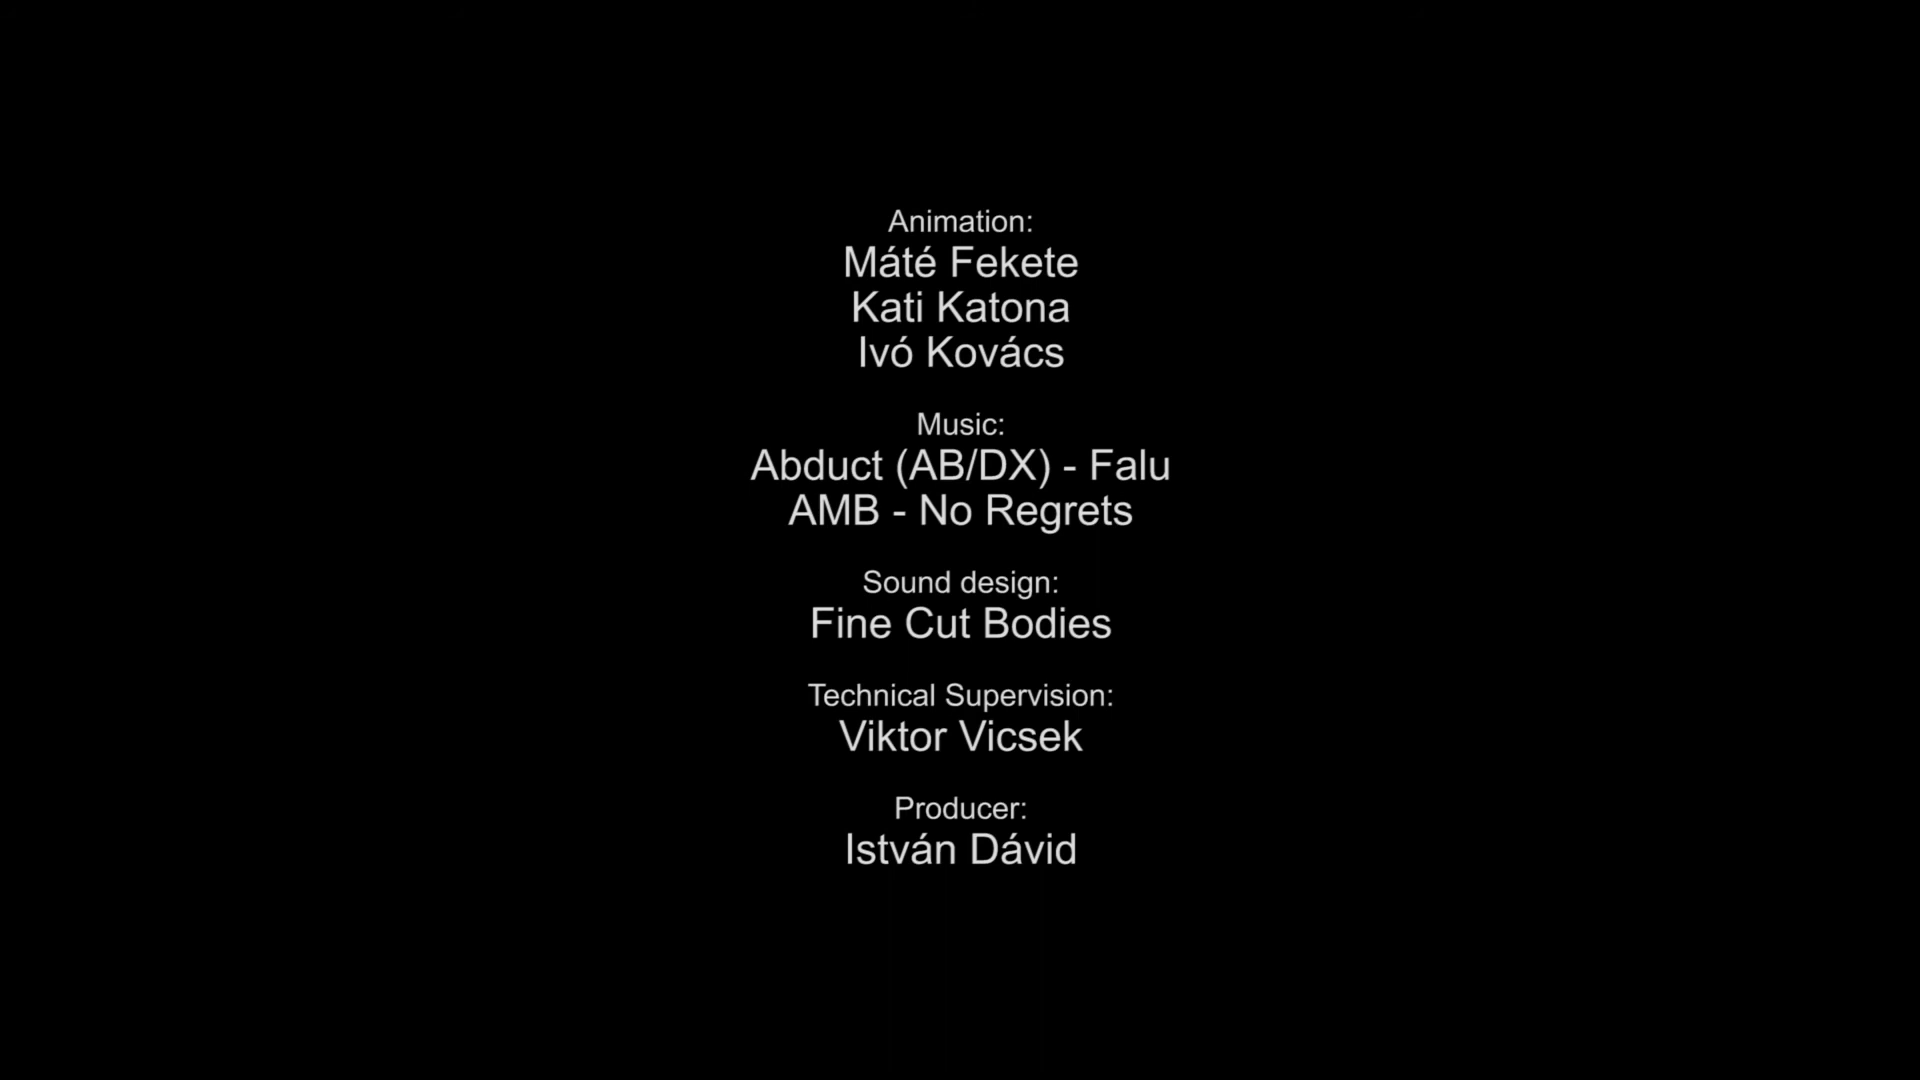 Animation:
Máté Fekete
Kati Katona
Ivó Kovács
Music:
Abduct (AB/DX) - Falu
AMB - No Regrets
Sound design:
Fine Cut Bodies
Technical Supervision:
Viktor Vicsek
Producer:
István Dávid